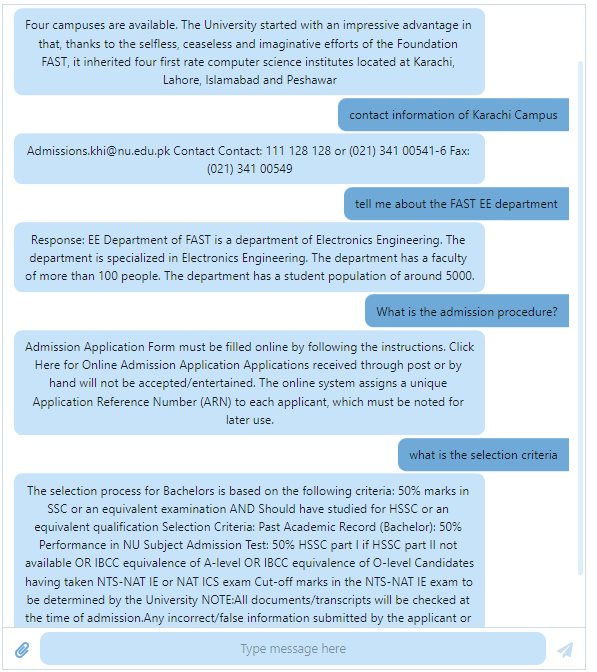 Four campuses are available. The University started with an impressive advantage in
that, thanks to the selfless, ceaseless and imaginative efforts of the Foundation
FAST, it inherited four first rate computer science institutes located at Karachi,
Lahore, Islamabad and Peshawar
contact information of Karachi Campus
Admissions.khi@nu.edu.pk Contact Contact: 111 128 128 or (021) 341 00541-6 Fax:
(021) 341 00549
tell me about the FAST EE department
Response: EE Department of FAST is a department of Electronics Engineering. The
department is specialized in Electronics Engineering. The department has a faculty
of more than 100 people. The department has a student population of around 5000.
What is the admission procedure?
Admission Application Form must be filled online by following the instructions. Click
Here for Online Admission Application Applications received through post or by
hand will not be accepted/entertained. The online system assigns a unique
Application Reference Number (ARN) to each applicant, which must be noted for
later use.
what is the selection criteria
The selection process for Bachelors is based on the following criteria: 50% marks in
SSC or an equivalent examination AND Should have studied for HSSC or an
equivalent qualification Selection Criteria: Past Academic Record (Bachelor): 50%
Performance in NU Subject Admission Test: 50% HSSC part I if HSSC part II not
available OR IBCC equivalence of A-level OR IBCC equivalence of O-level Candidates
having taken NTS-NAT IE or NAT ICS exam Cut-off marks in the NTS-NAT IE exam to
be determined by the University NOTE:All documents/transcripts will be checked at
the time of admission.Any incorrect/false information submitted by the applicant or
Type message here